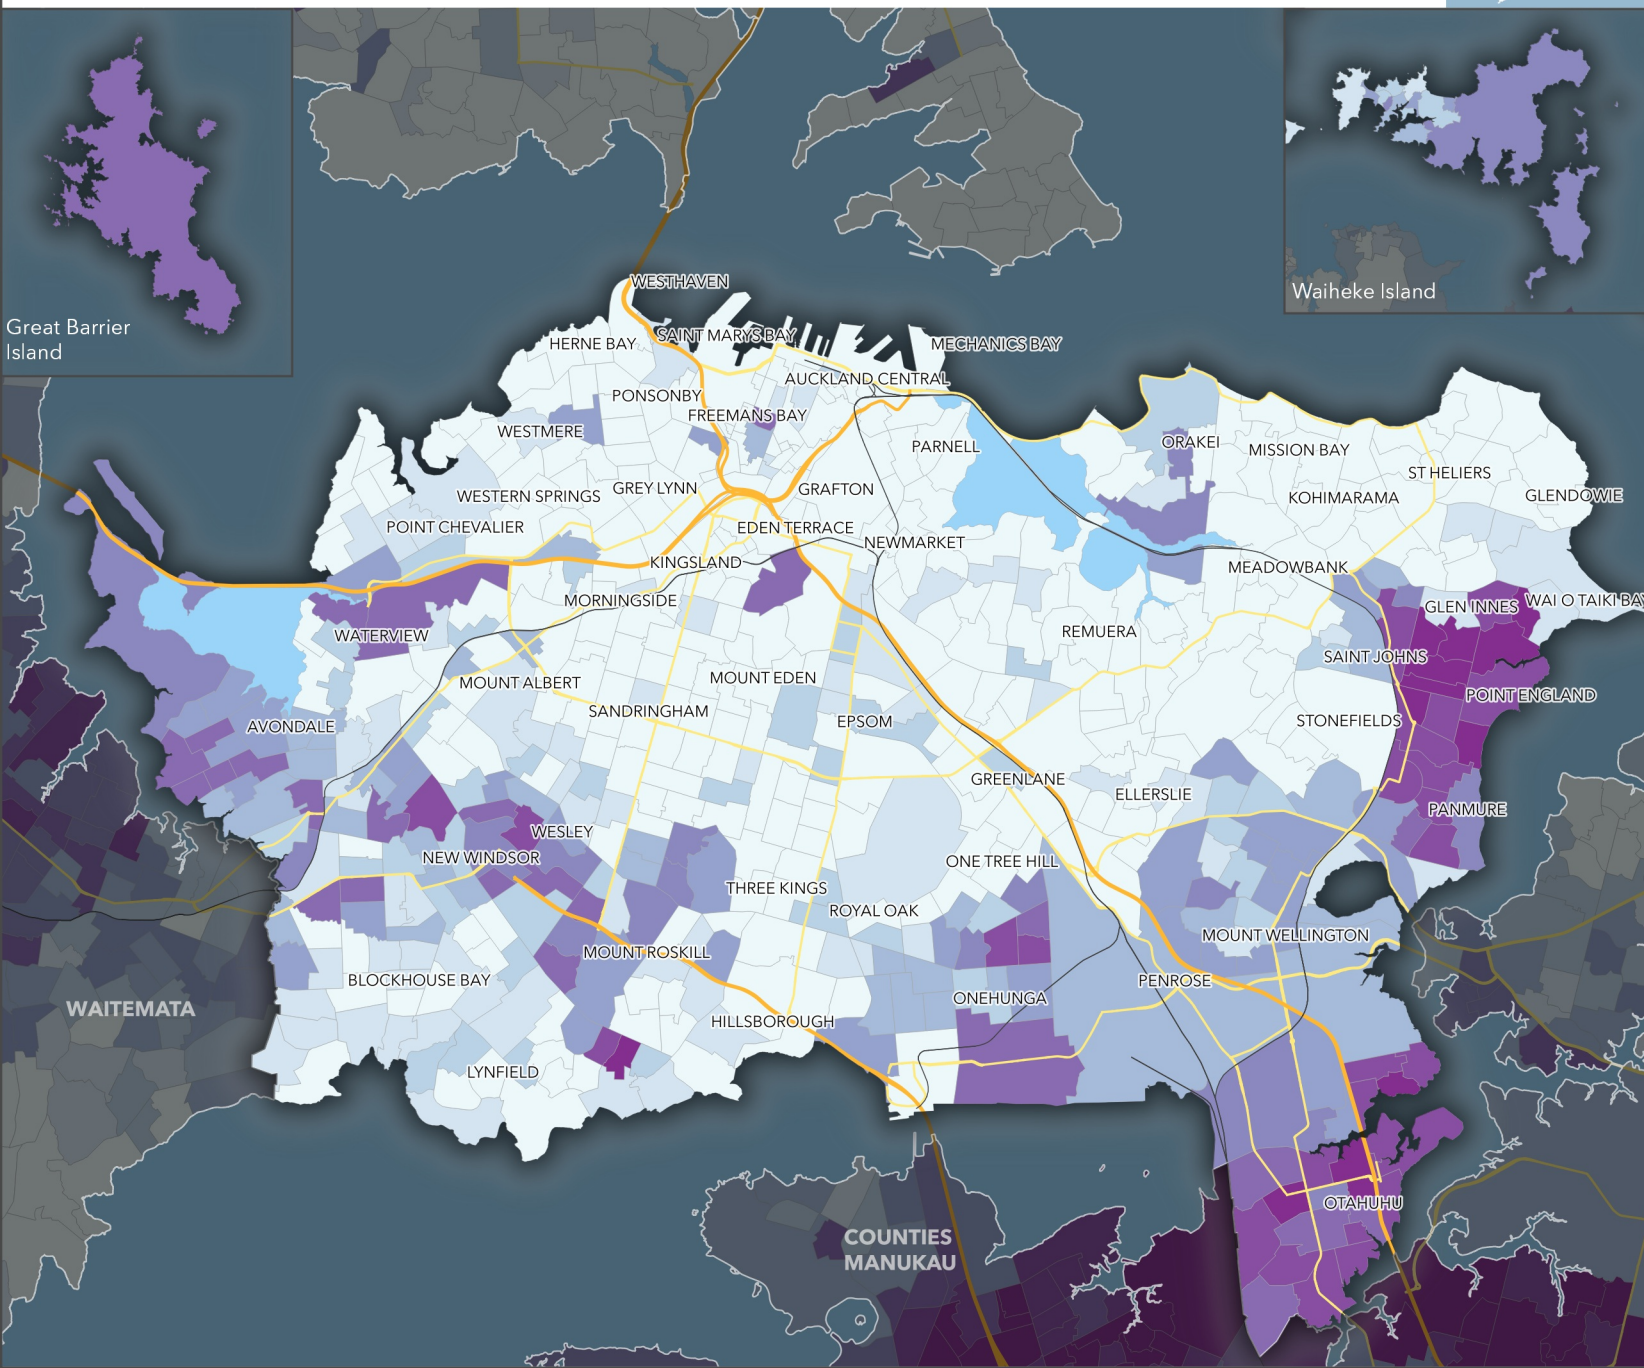 Great Barrier
Island
Waiheke Island
WESTHAVEN
SAINT MARYS BAY
HERNE BAY
MECHANICS BAY
AUCKLAND CENTRAL
PONSONBY
FREEMANS BAY
WESTMERE
PARNELL
ORAKEI
MISSION BAY
ST HELIERS
GREY LYNN
GRAFTON
WESTERN SPRINGS
KOHIMARAMA
GLENDOWIE
POINT CHEVALIER
EDEN TERRACE
NEWMARKET
KINGSLAND
MEADOWBANK
MORNINGSIDE
GLEN INNES
WAI O TAIKI BAY
WATERVIEW
REMUERA
SAINT JOHNS
MOUNT ALBERT
MOUNT EDEN
POINT ENGLAND
SANDRINGHAM
AVONDALE
EPSOM
STONEFIELDS
GREENLANE
ELLERSLIE
PANMURE
WESLEY
NEW WINDSOR
ONE TREE HILL
THREE KINGS
ROYAL OAK
MOUNT WELLINGTON
MOUNT ROSKILL
BLOCKHOUSE BAY
PENROSE
ONEHUNGA
WAITEMATA
HILLSBOROUGH
LYNFIELD
OTAHUHU
COUNTIES
MANUKAU